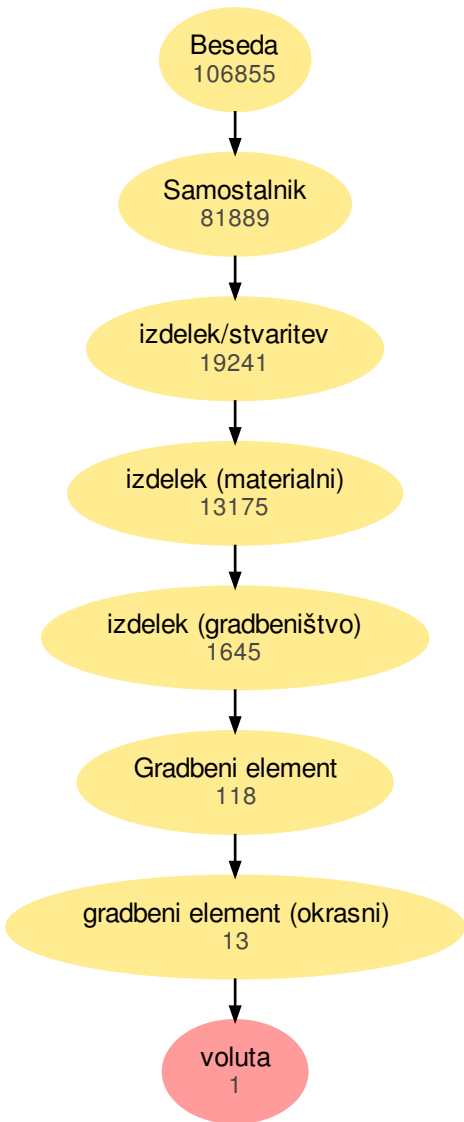 Beseda
106855
Samostalnik
81889
izdelek/stvaritev
19241
izdelek (materialni)
13175
izdelek (gradbeništvo)
1645
Gradbeni element
118
gradbeni element (okrasni)
13
voluta
1